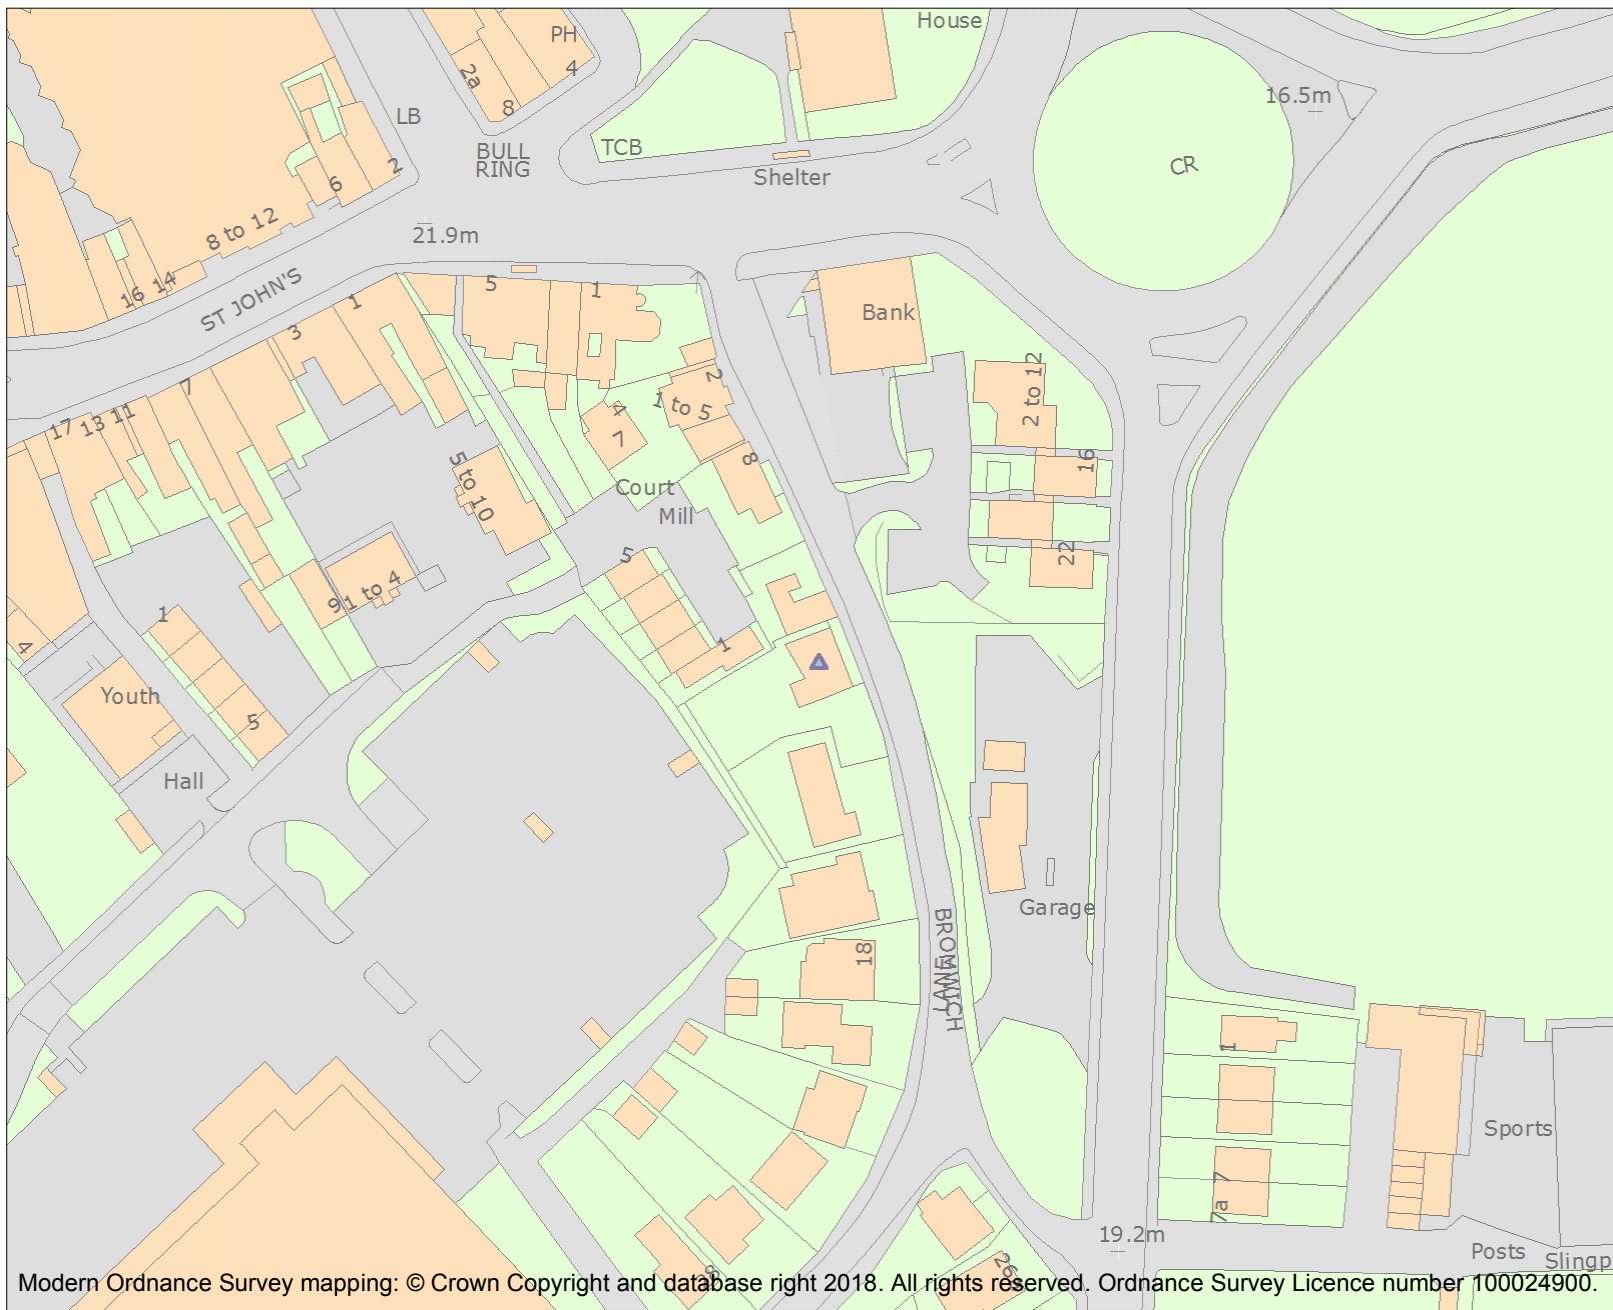 House
PH
4
2a
8
LB
BULL
RING
TCB
Shelter
16.5m
CR
2
6
8 to 12
21.9m
16 14
ST JOHN'S
5
1
1
3
7
17 13 11
Bank
2 to 12
2
1 to 5
4
7
8
16
5 to 10
Court
Mill
22
5
91 to 4
1
1
4
Youth
5
Hall
Garage
18
BROMWICH
LANE
1
Sports
7
7a
19.2m
Posts
Slingp
26
Modern Ordnance Survey mapping: © Crown Copyright and database right 2018. All rights reserved. Ordnance Survey Licence number 100024900.